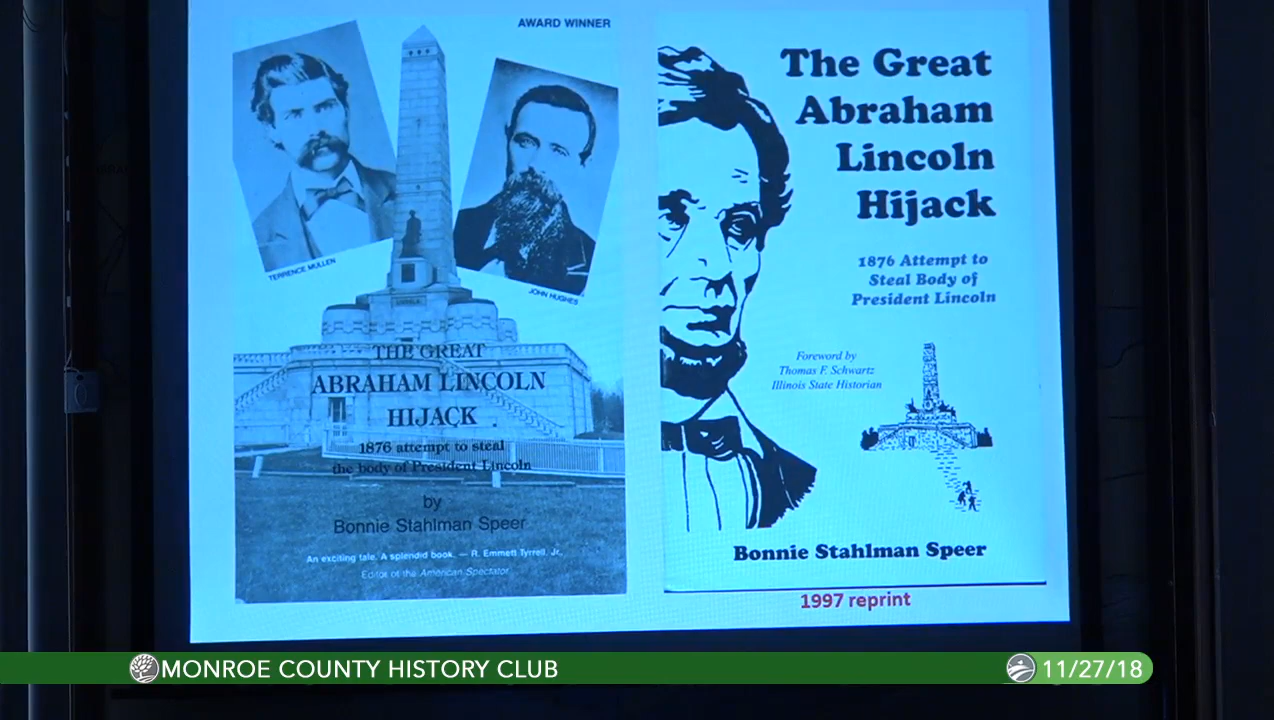 AWARD WINNER
TERRENCE MULLEN
JOHN HUGHES
THE GREAT
ABRAHAM LINCOLN
HIJACK
1876 attempt to steal
the body of President Lincoln
by
Bonnie Stahlman Speer
An exciting tale. A splendid book. — R. Emmett Tyrrell, Jr.,
Editor of the American Spectator
The Great
Abraham
Lincoln
Hijack
1876 Attempt to
Steal Body of
President Lincoln
Foreword by
Thomas F. Schwartz
Illinois State Historian
Bonnie Stahlman Speer
1997 reprint
MONROE COUNTY HISTORY CLUB
11/27/18